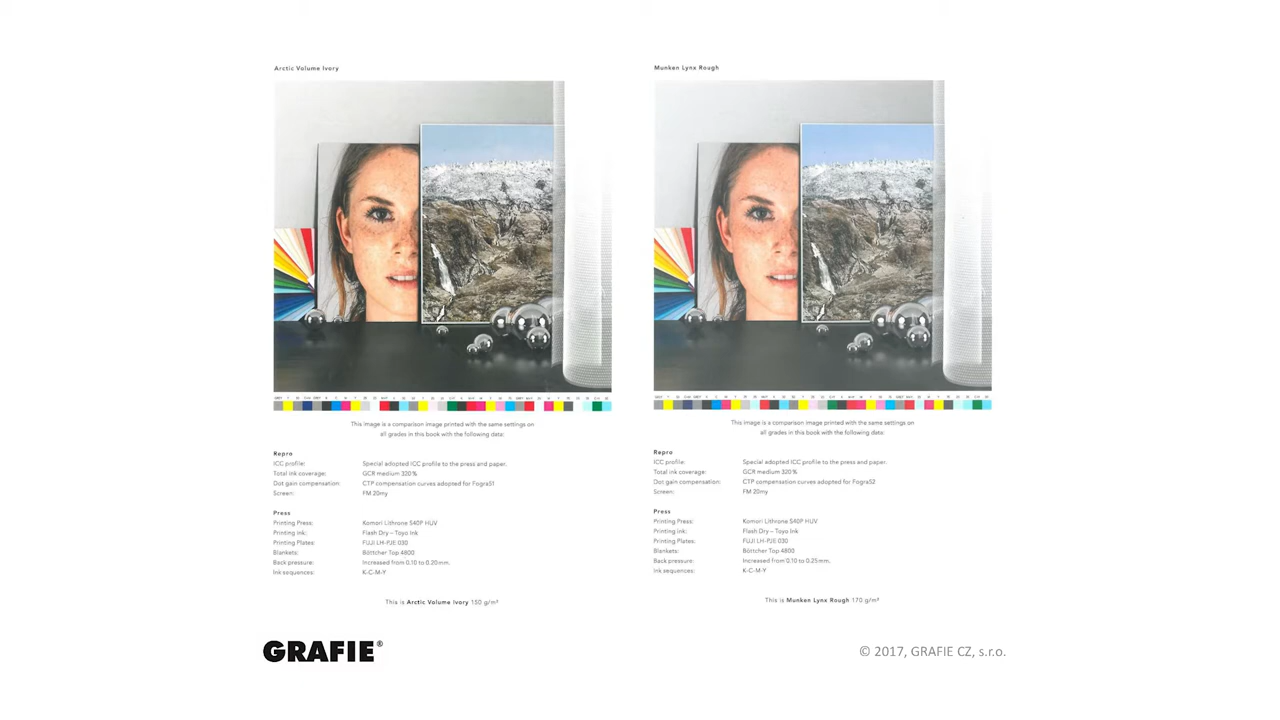 Arctic Volume Ivory
This image is a comparison image printed with the same settings on
all grades in this book with the following data:
Repro
ICC profile: Special adopted ICC profile to the press and paper.
Total ink coverage: GCR medium 320%
Dot gain compensation: CTP compensation curves adopted for Fogra51
Screen: FM 20my
Press
Printing Press: Komori Lithrone S40P HUV
Printing ink: Flash Dry – Toyo Ink
Printing Plates: FUJI LH-PJE 030
Blankets: Böttcher Top 4800
Back pressure: Increased from 0.10 to 0.20mm.
Ink sequences: K-C-M-Y
This is Arctic Volume Ivory 150 g/m²
Munken Lynx Rough
This image is a comparison image printed with the same settings on
all grades in this book with the following data:
Repro
ICC profile: Special adopted ICC profile to the press and paper.
Total ink coverage: GCR medium 320%
Dot gain compensation: CTP compensation curves adopted for Fogra52
Screen: FM 20my
Press
Printing Press: Komori Lithrone S40P HUV
Printing ink: Flash Dry – Toyo Ink
Printing Plates: FUJI LH-PJE 030
Blankets: Böttcher Top 4800
Back pressure: Increased from 0.10 to 0.25mm.
Ink sequences: K-C-M-Y
This is Munken Lynx Rough 170 g/m²
GRAFIE®
© 2017, GRAFIE CZ, s.r.o.